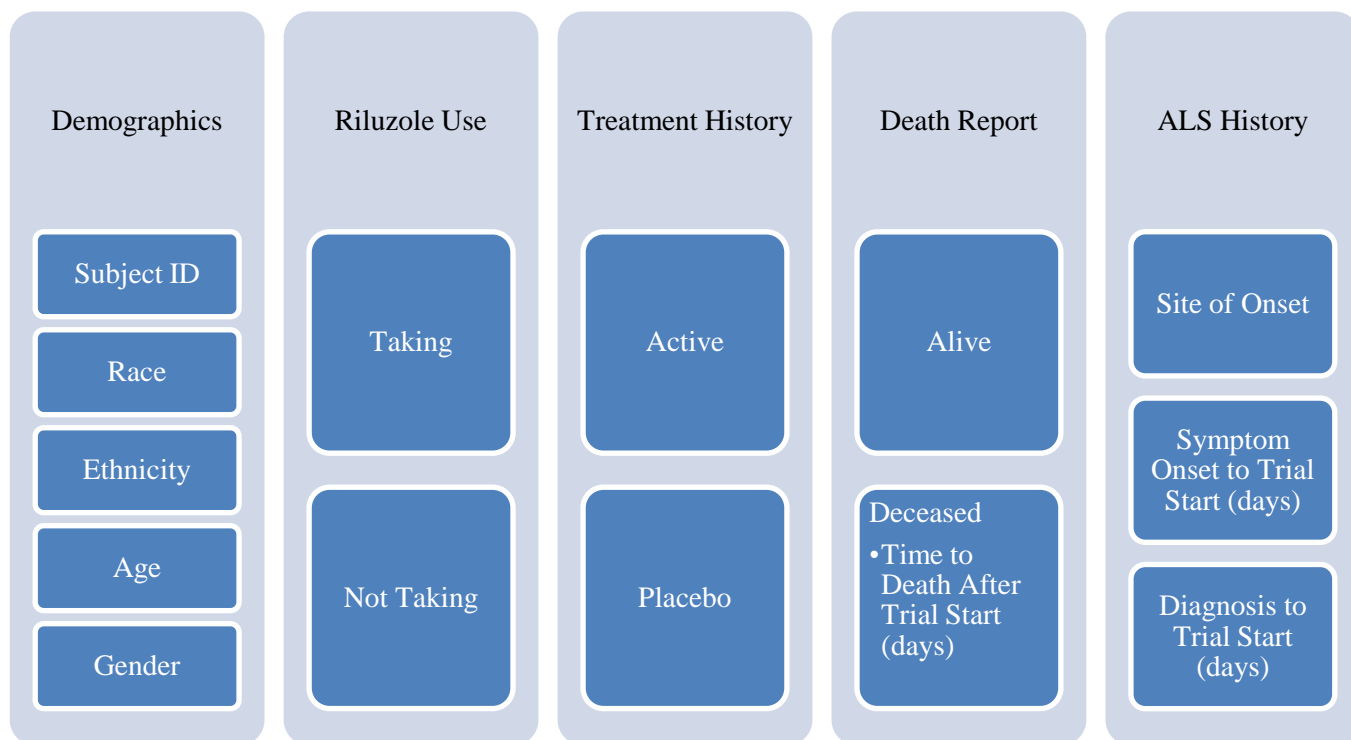 Demographics
Subject ID
Race
Ethnicity
Age
Gender
Riluzole Use
Taking
Not Taking
Treatment History
Active
Placebo
Death Report
Alive
Deceased
•Time to
Death After
Trial Start
(days)
ALS History
Site of Onset
Symptom
Onset to Trial
Start (days)
Diagnosis to
Trial Start
(days)